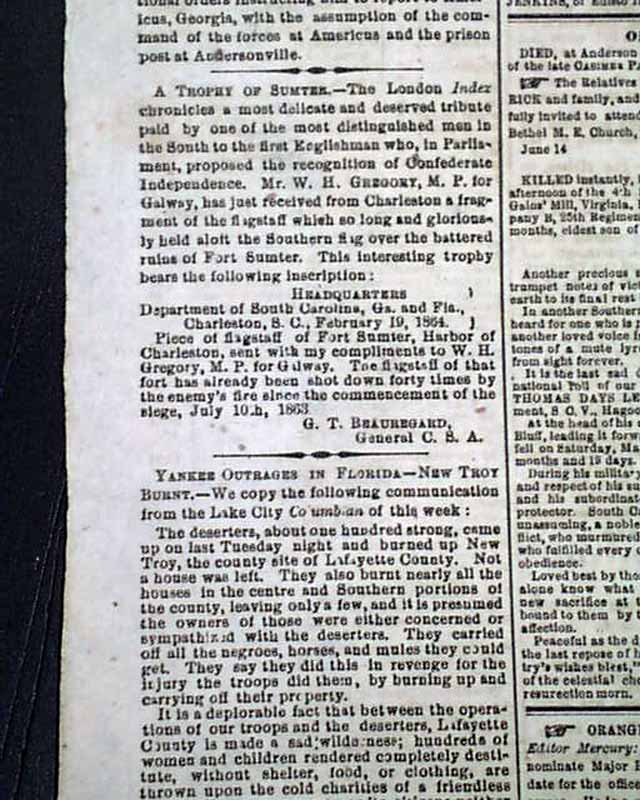 tional orders instructing him to report to Amer-
icus, Georgia, with the assumption of the com-
mand of the forces at Americus and the prison
post at Andersonville.
A TROPHY OF SUMTER.—The London Index
chronicles a most delicate and deserved tribute
paid by one of the most distinguished men in
the South to the first Englishman who, in Parlia-
ment, proposed the recognition of Confederate
Independence. Mr. W. H. GREGORY, M. P. for
Galway, has just received from Charleston a frag-
ment of the flagstaff which so long and glorious-
ly held aloft the Southern flag over the battered
ruins of Fort Sumter. This interesting trophy
bears the following inscription:
HEADQUARTERS }
Department of South Carolina, Ga. and Fla.,
Charleston, S. C., February 19, 1864. }
Piece of flagstaff of Fort Sumter, Harbor of
Charleston, sent with my compliments to W. H.
Gregory, M. P. for Galway. The flagstaff of that
fort has already been shot down forty times by
the enemy's fire since the commencement of the
siege, July 10th, 1863
G. T. BEAUREGARD,
General C. S. A.
YANKEE OUTRAGES IN FLORIDA—NEW TROY
BURNT.—We copy the following communication
from the Lake City Columbian of this week:
The deserters, about one hundred strong, came
up on last Tuesday night and burned up New
Troy, the county site of Lafayette County. Not
a house was left. They also burnt nearly all the
houses in the centre and Southern portions of
the county, leaving only a few, and it is presumed
the owners of those were either concerned or
sympathized with the deserters. They carried
off all the negroes, horses, and mules they could
get. They say they did this in revenge for the
injury the troops did them, by burning up and
carrying off their property.
It is a deplorable fact that between the opera-
tions of our troops and the deserters, Lafayette
County is made a sad wilderness; hundreds of
women and children rendered completely desti-
tute, without shelter, food, or clothing, are
thrown upon the cold charities of a friendless
DIED, at Anderson
of the late CASIMER PA
The Relatives
RICK and family, and
fully invited to attend
Bethel M. E. Church,
June 14
KILLED instantly,
afternoon of the 4th
Gains' Mill, Virginia,
pany B, 25th Regiment
months, eldest son of
Another precious
trumpet notes of vic
earth to its final rest
In another Southern
heard for one who is
another loved voice
tones of a mute lyre
from sight forever.
It is the last sad
national roll of our
THOMAS DAYS LE
ment, S. C. V., Hagoo
At the head of his
Bluff, leading it forw
fell on Saturday, Ma
months and 19 days.
During his military
and respect of his su
and his subordinat
protector. South Ca
unassuming, a noble
flict, who murmured
who fulfilled every
obedience.
Loved best by tho
alone know what
new sacrifice at
bound to them by
affection.
Peaceful as the d
the last repose of h
try's wishes blest,"
of the celestial cho
resurrection morn.
ORANG
Editor Mercury:
nominate Major
date for the office